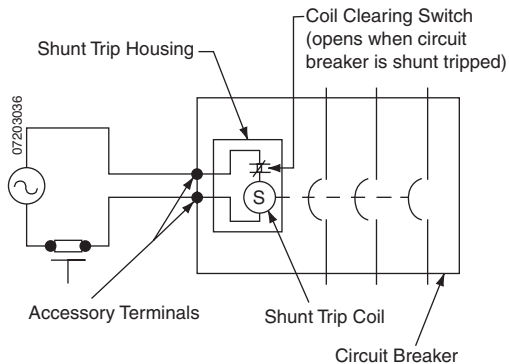 Coil Clearing Switch
(opens when circuit
breaker is shunt tripped)
Shunt Trip Housing
07203036
S
Accessory Terminals
Shunt Trip Coil
Circuit Breaker